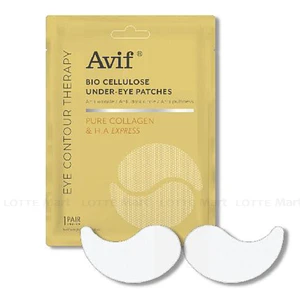 Avif®
BIO CELLULOSE
UNDER-EYE PATCHES
PURE COLLAGEN
& H.A EXPRESS
EYE CONTOUR THERAPY
1 PAIR
LOTTE Mart